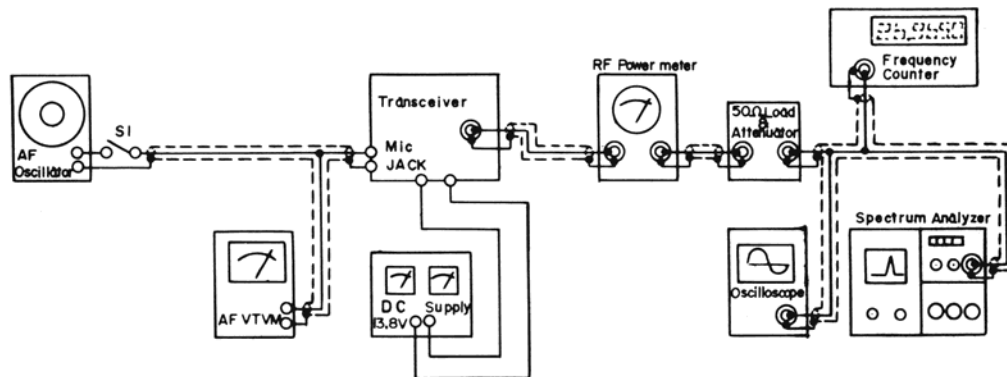 AF
Oscillator
S1
AF VTVM
Transceiver
Mic
JACK
DC Supply
13.8V
RF Power meter
50Ω Load
&
Attenuator
Frequency
Counter
Oscilloscope
Spectrum Analyzer